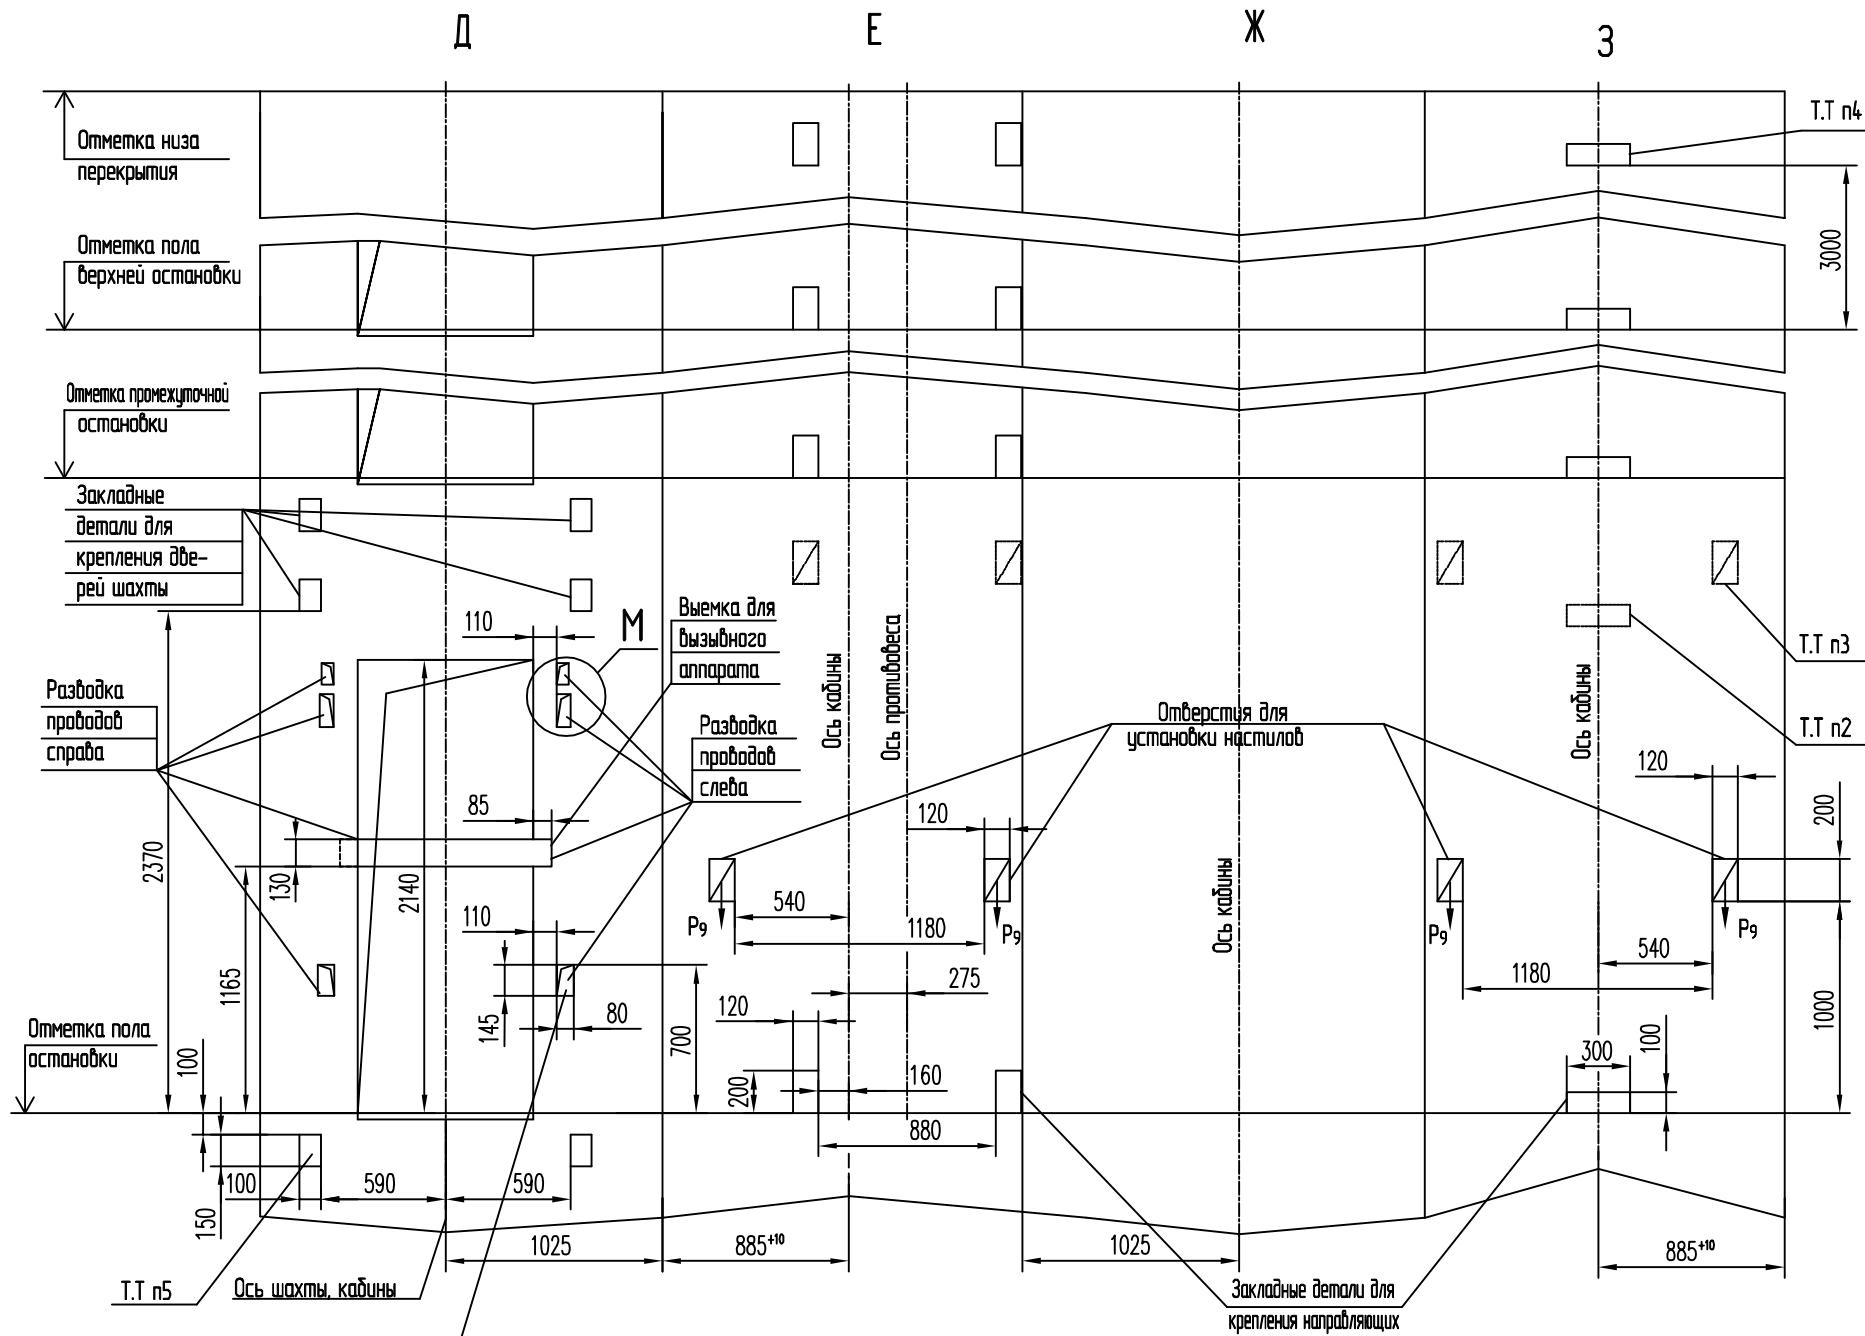 Д
Е
Ж
З
Отметка низа
перекрытия
Т.Т п4
Отметка пола
верхней остановки
3000
Отметка промежуточной
остановки
Закладные
детали для
крепления две-
рей шахты
110
М
Выемка для
вызывного
аппарата
Разводка
проводов
справа
Разводка
проводов
слева
Ось кабины
Ось противовеса
Отверстия для
установки настилов
Ось кабины
Ось кабины
Т.Т п3
Т.Т п2
120
200
85
120
2370
130
2140
540
1180
Р9
Р9
Р9
Р9
540
1180
110
1165
145
80
700
275
120
160
200
880
300
100
1000
Отметка пола
остановки
100
100
590
590
150
1025
885+10
1025
885+10
Т.Т п5
Ось шахты, кабины
Закладные детали для
крепления направляющих